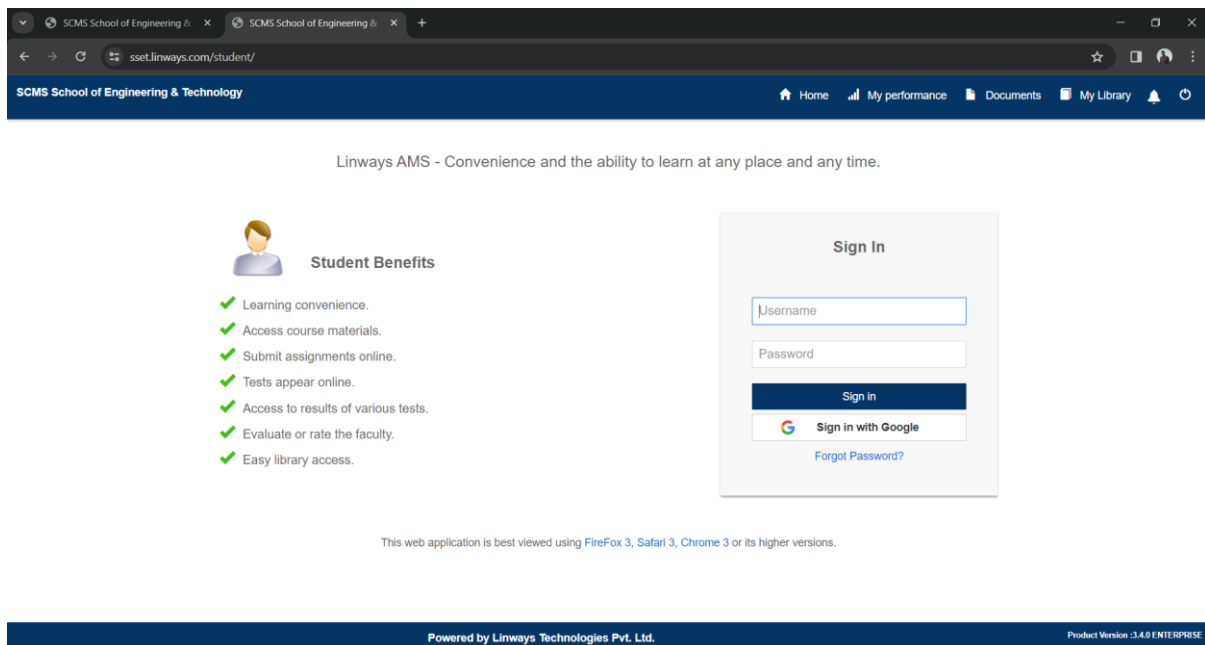 SCMS School of Engineering &
SCMS School of Engineering &
sset.linways.com/student/
SCMS School of Engineering & Technology
Home My performance Documents My Library
Linways AMS - Convenience and the ability to learn at any place and any time.
Student Benefits
Learning convenience.
Access course materials.
Submit assignments online.
Tests appear online.
Access to results of various tests.
Evaluate or rate the faculty.
Easy library access.
Sign In
Username
Password
Sign in
Sign in with Google
Forgot Password?
This web application is best viewed using FireFox 3, Safari 3, Chrome 3 or its higher versions.
Powered by Linways Technologies Pvt. Ltd.
Product Version :3.4.0 ENTERPRISE